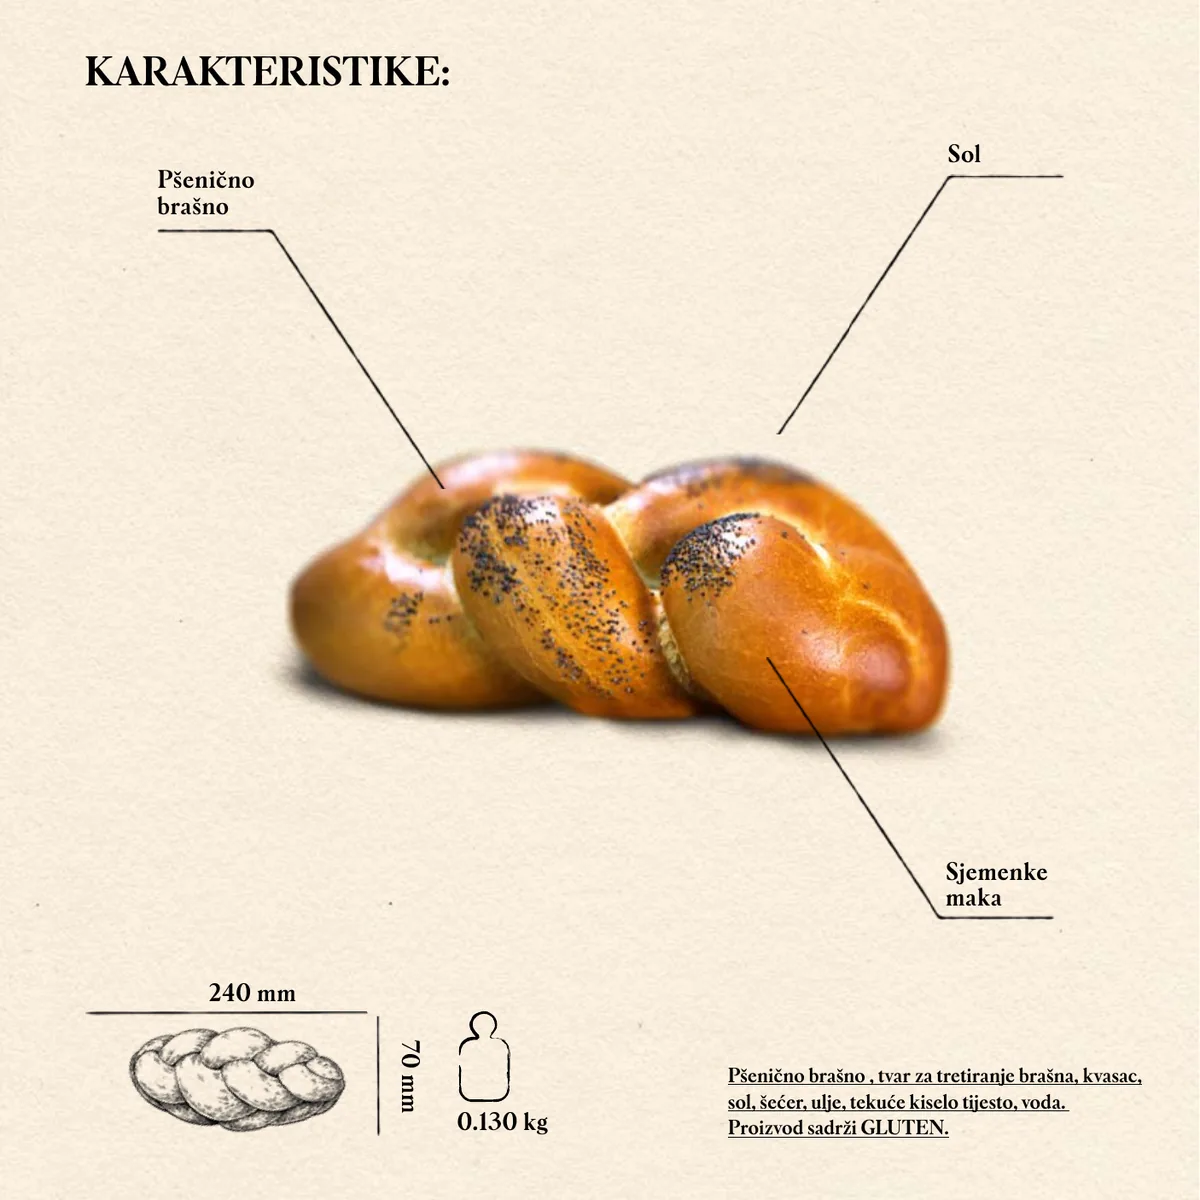 KARAKTERISTIKE:
Sol
Pšenično
brašno
Sjemenke
maka
240 mm
70 mm
0.130 kg
Pšenično brašno , tvar za tretiranje brašna, kvasac,
sol, šećer, ulje, tekuće kiselo tijesto, voda.
Proizvod sadrži GLUTEN.